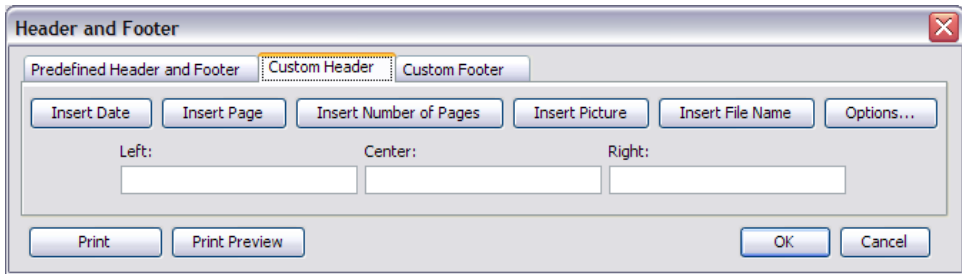 Header and Footer
Predefined Header and Footer Custom Header Custom Footer
Insert Date Insert Page Insert Number of Pages Insert Picture Insert File Name Options...
Left: Center: Right:
Print Print Preview OK Cancel